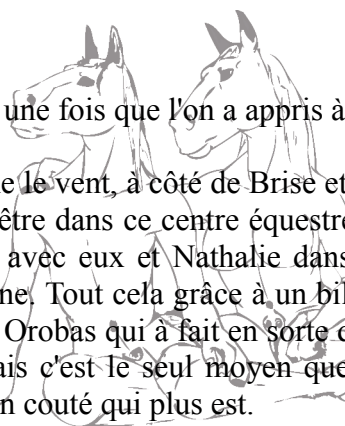 une fois que l'on a appris à
le vent, à côté de Brise et
être dans ce centre équestre
avec eux et Nathalie dans
ne. Tout cela grâce à un bil
Orobas qui à fait en sorte
ais c'est le seul moyen que
n couté qui plus est.